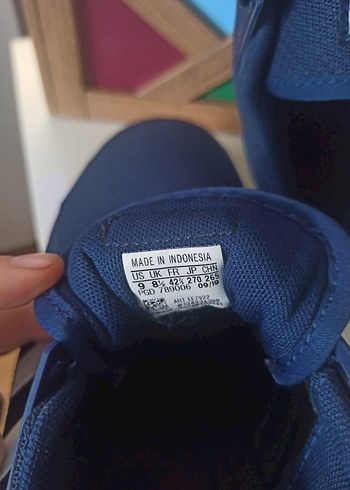 MADE IN INDONESIA
US UK FR JP CHN
9 8½ 42⅔ 270 265
PGD 789006 09/19
ART